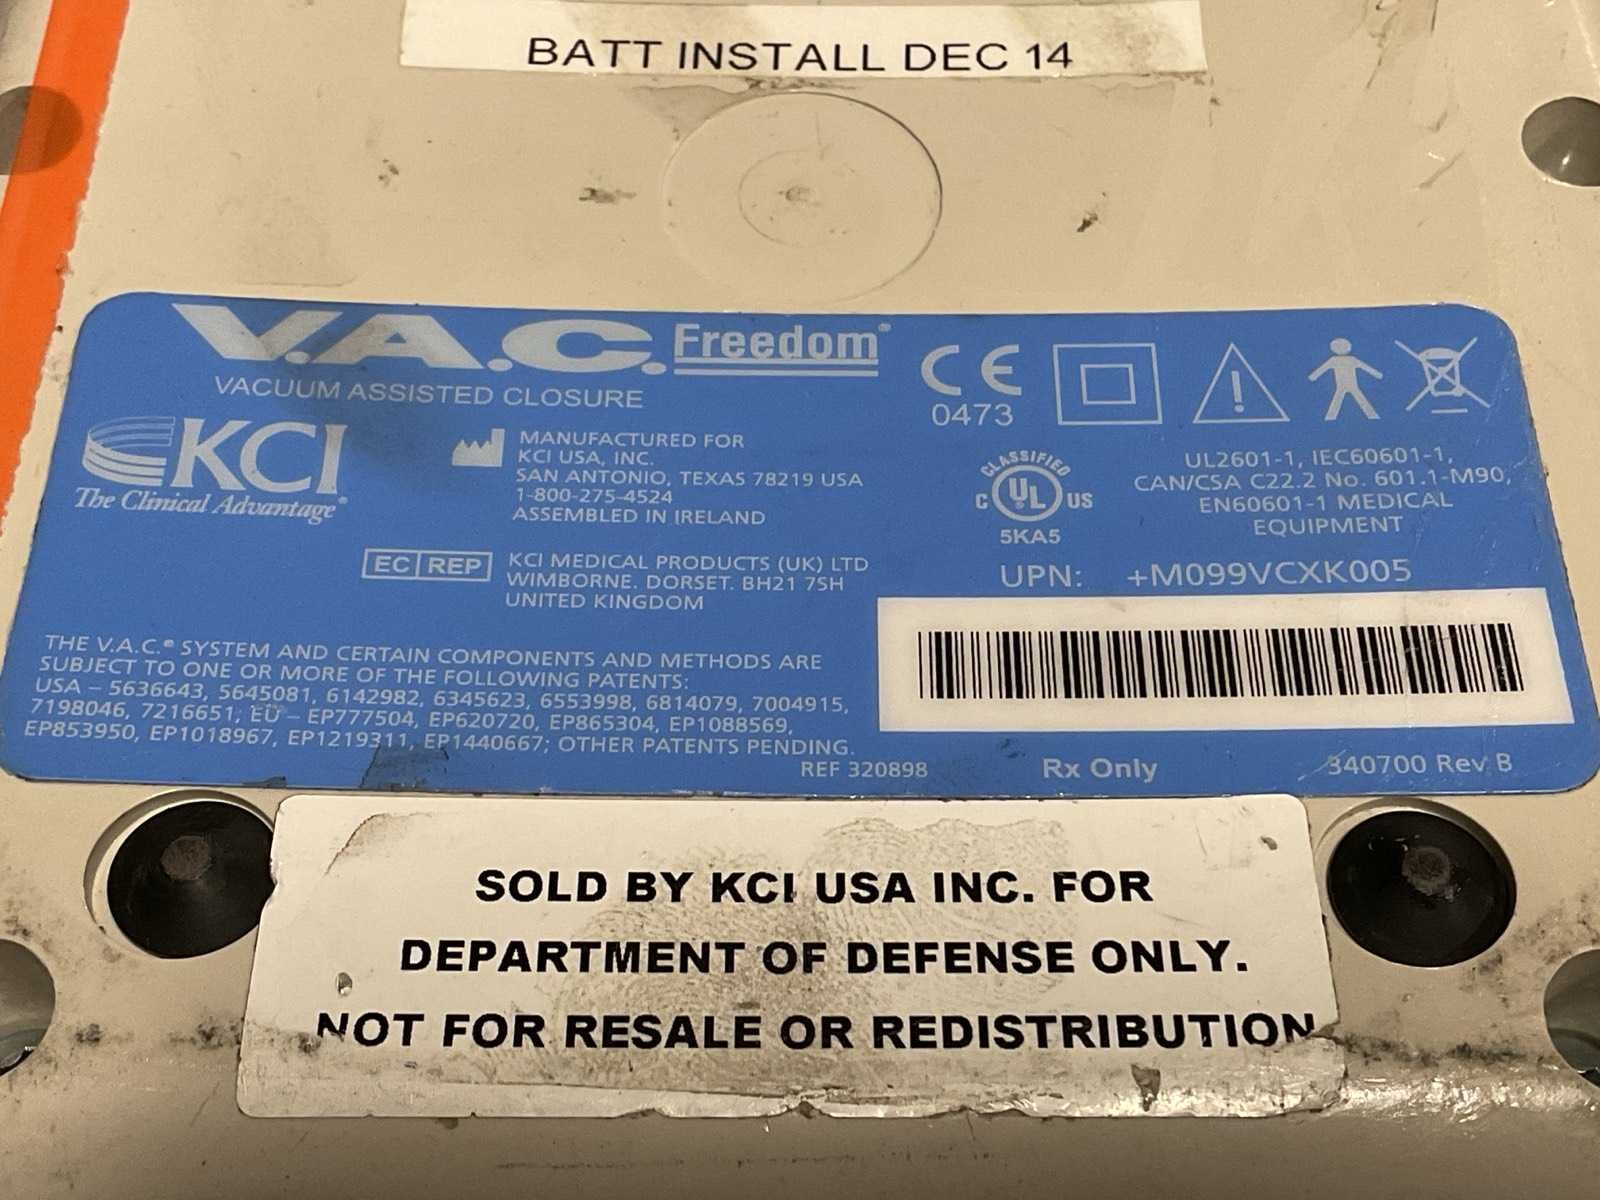 BATT INSTALL DEC 14
V.A.C. Freedom®
VACUUM ASSISTED CLOSURE
KCI
The Clinical Advantage®
MANUFACTURED FOR
KCI USA, INC.
SAN ANTONIO, TEXAS 78219 USA
1-800-275-4524
ASSEMBLED IN IRELAND
EC REP
KCI MEDICAL PRODUCTS (UK) LTD
WIMBORNE. DORSET. BH21 7SH
UNITED KINGDOM
CE
0473
CLASSIFIED
C UL US
5KA5
UL2601-1, IEC60601-1,
CAN/CSA C22.2 No. 601.1-M90,
EN60601-1 MEDICAL
EQUIPMENT
UPN: +M099VCXK005
THE V.A.C.® SYSTEM AND CERTAIN COMPONENTS AND METHODS ARE
SUBJECT TO ONE OR MORE OF THE FOLLOWING PATENTS:
USA – 5636643, 5645081, 6142982, 6345623, 6553998, 6814079, 7004915,
7198046, 7216651; EU – EP777504, EP620720, EP865304, EP1088569,
EP853950, EP1018967, EP1219311, EP1440667; OTHER PATENTS PENDING.
REF 320898
Rx Only
340700 Rev B
SOLD BY KCI USA INC. FOR
DEPARTMENT OF DEFENSE ONLY.
NOT FOR RESALE OR REDISTRIBUTION